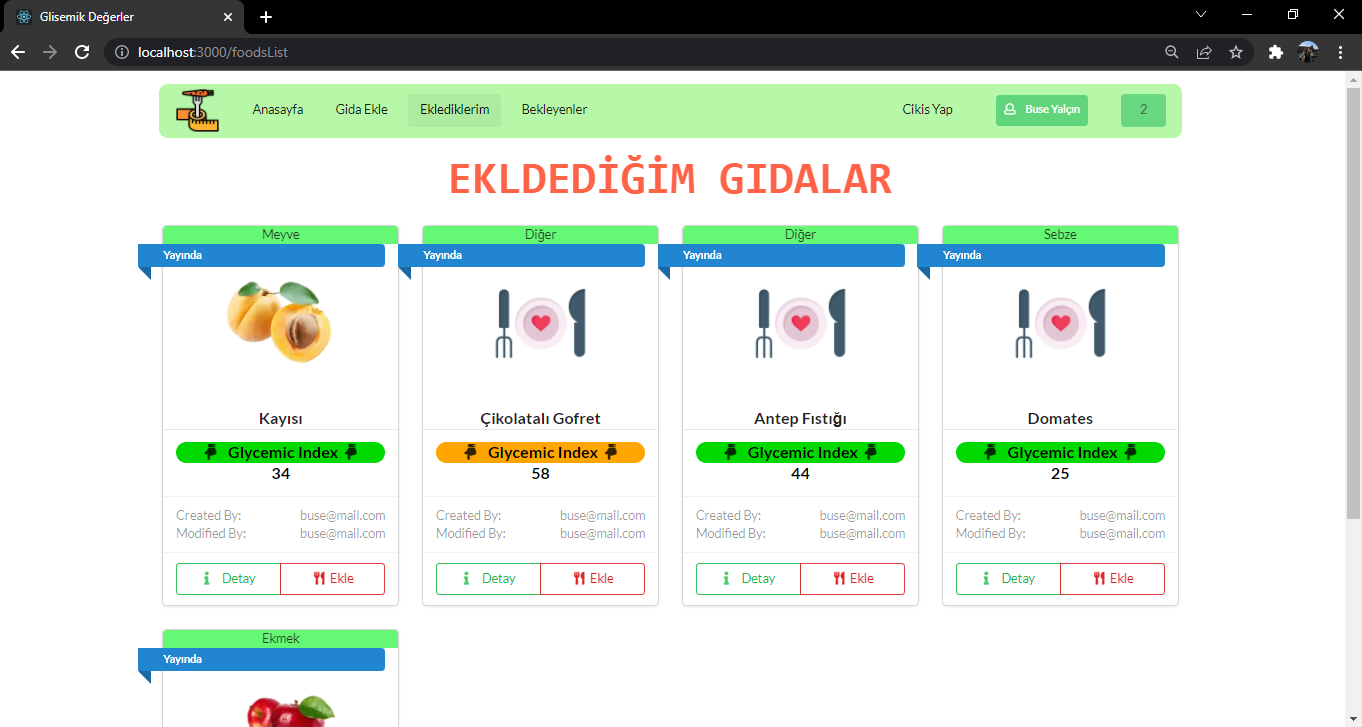 Glisemik Değerler
localhost:3000/foodsList
Anasayfa Gida Ekle Eklediklerim Bekleyenler Cikis Yap Buse Yalçın 2
EKLDEDİĞİM GIDALAR
Meyve Diğer Diğer Sebze
Yayında Yayında Yayında Yayında
Kayısı Çikolatalı Gofret Antep Fıstığı Domates
Glycemic Index Glycemic Index Glycemic Index Glycemic Index
34 58 44 25
Created By: buse@mail.com Created By: buse@mail.com Created By: buse@mail.com Created By: buse@mail.com
Modified By: buse@mail.com Modified By: buse@mail.com Modified By: buse@mail.com Modified By: buse@mail.com
Detay Ekle Detay Ekle Detay Ekle Detay Ekle
Ekmek
Yayında